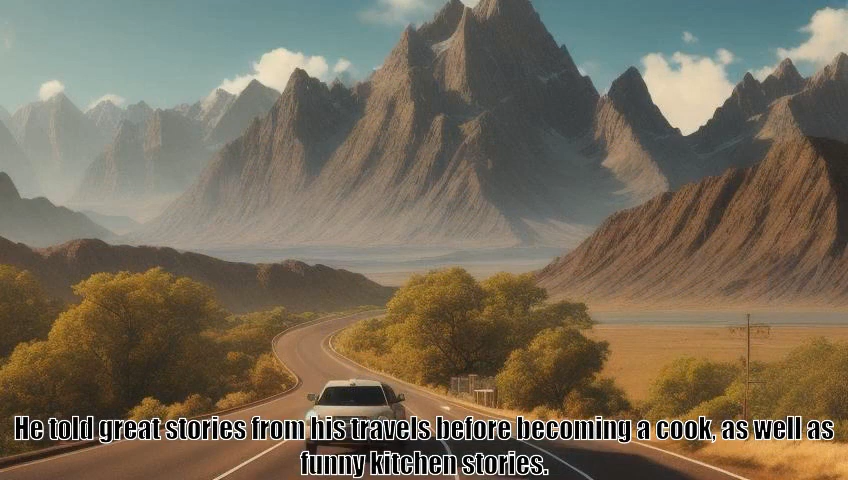 He told great stories from his travels before becoming a cook, as well as
funny kitchen stories.